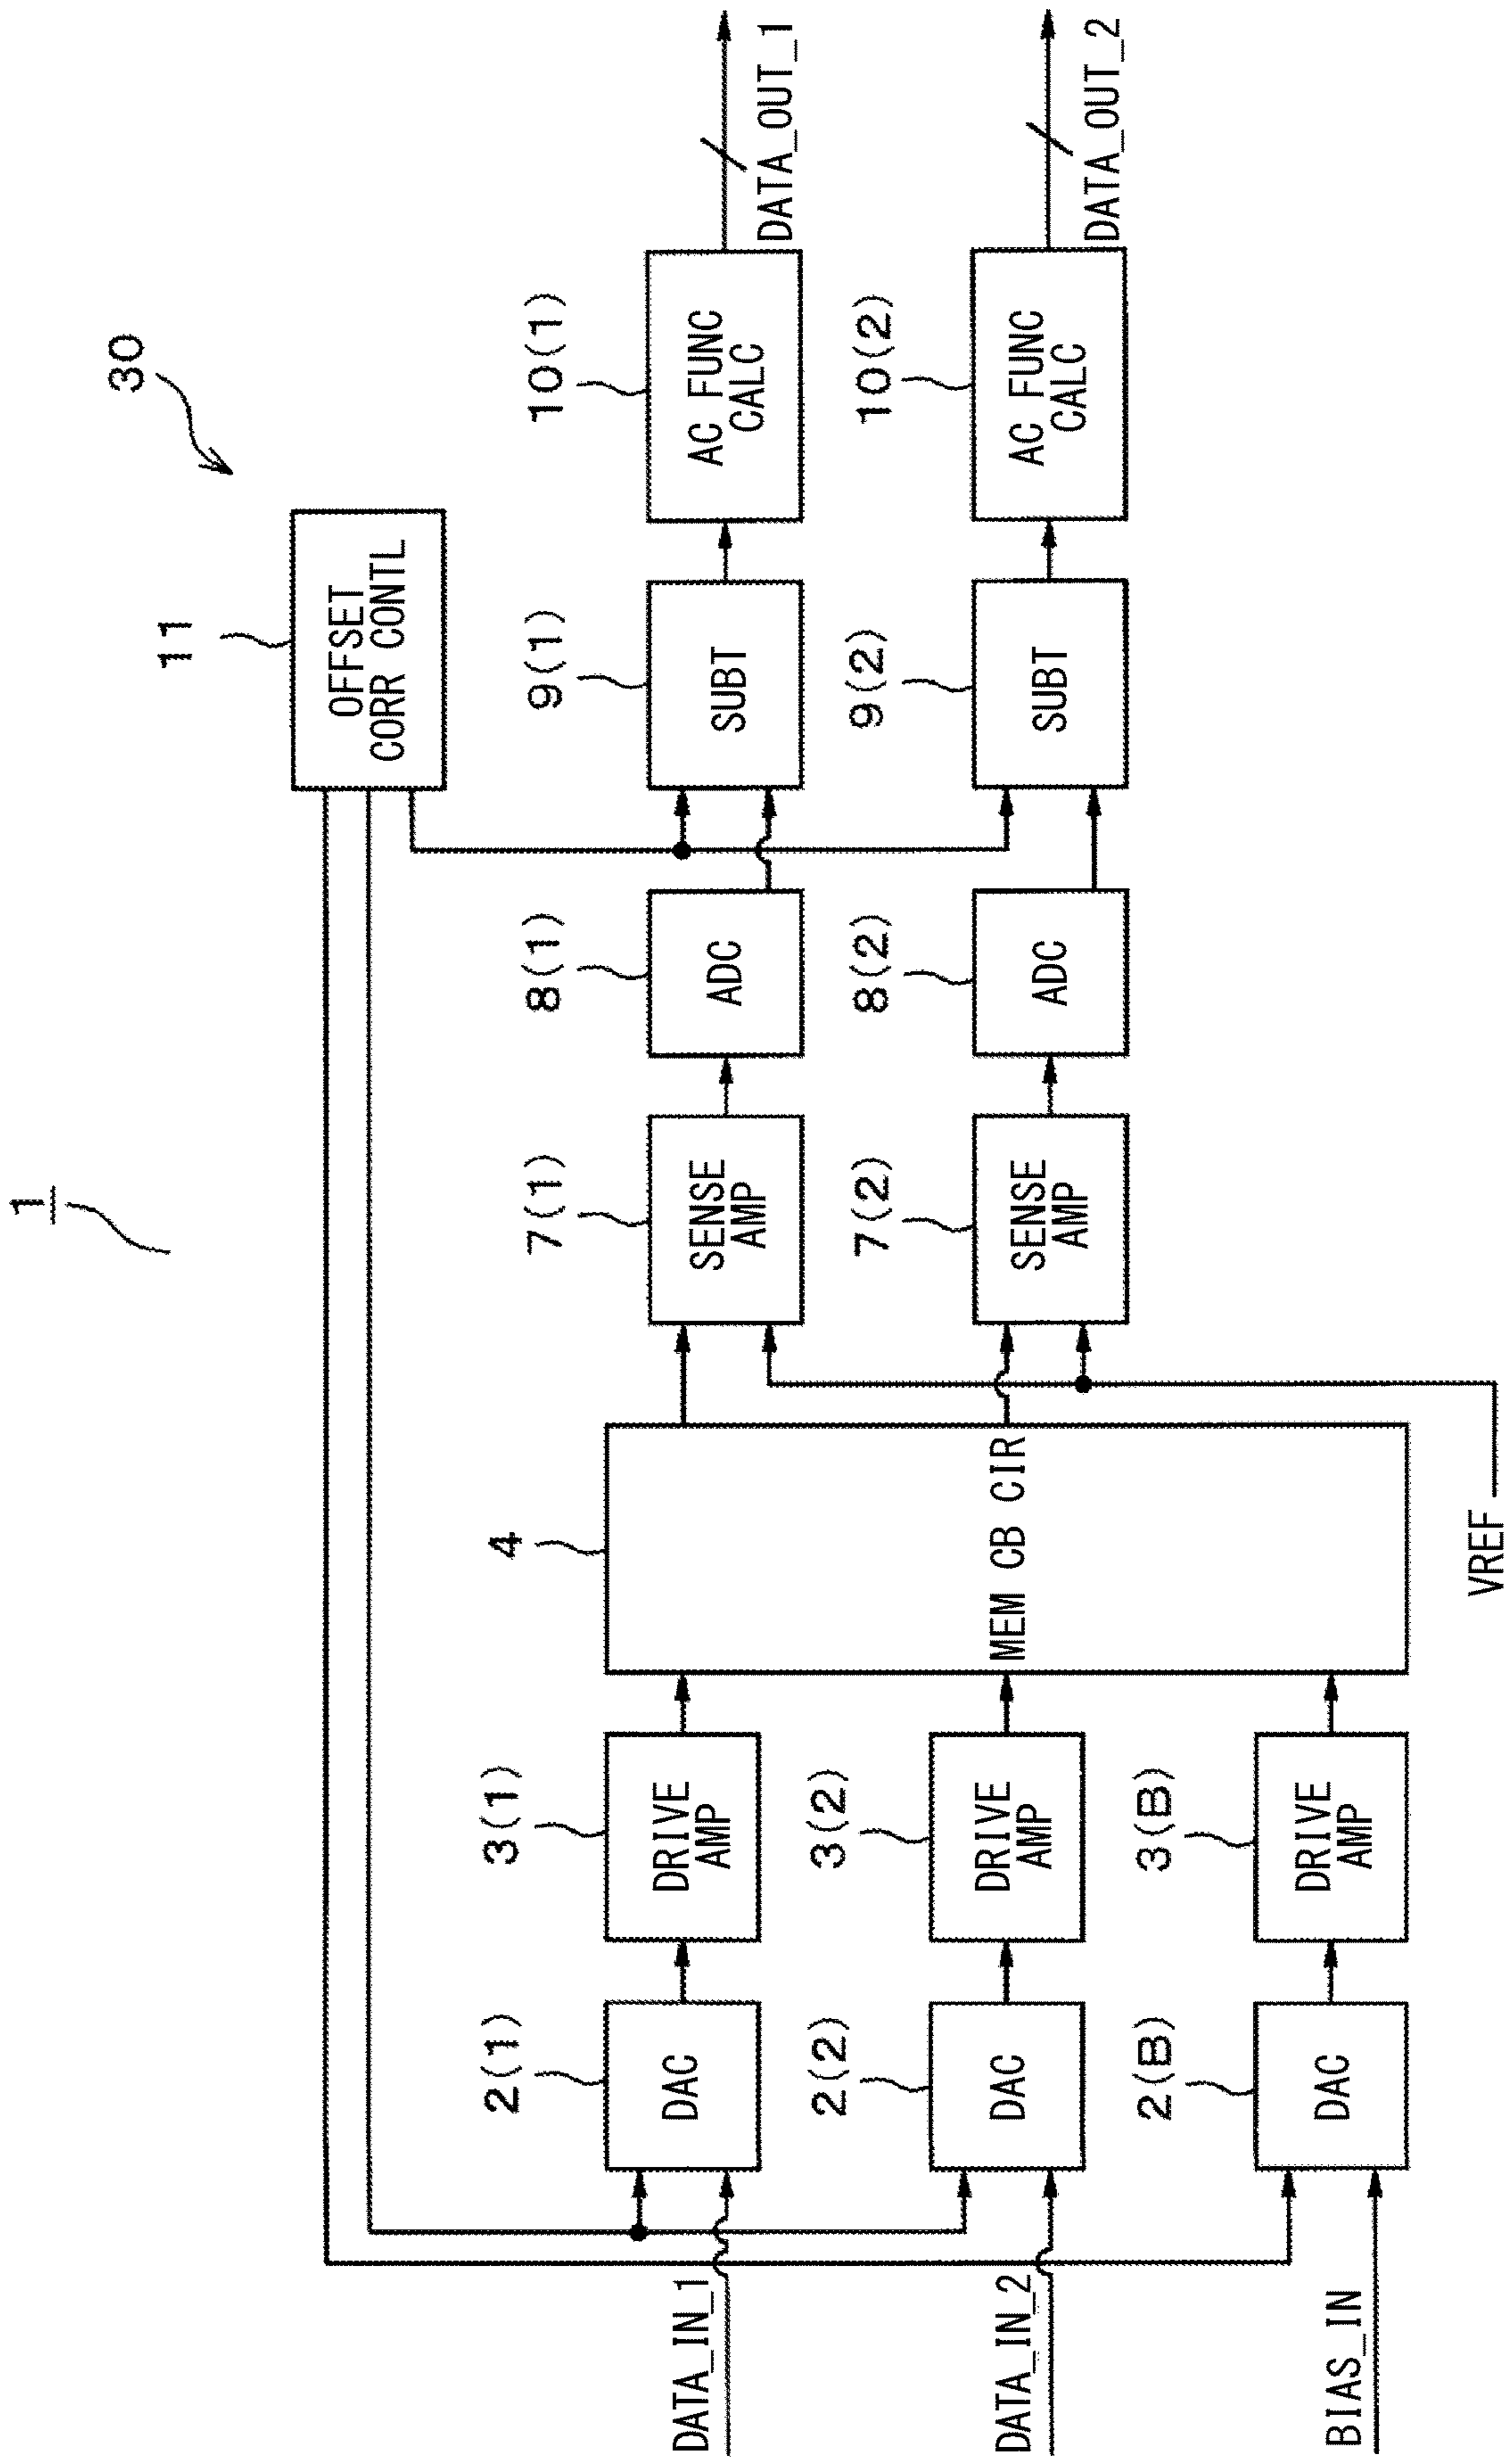 1
30
11
OFFSET
CORR CONTL
2(1)
DAC
3(1)
DRIVE
AMP
4
MEM CB CIR
7(1)
SENSE
AMP
8(1)
ADC
9(1)
SUBT
10(1)
AC FUNC
CALC
DATA_IN_1
DATA_OUT_1
2(2)
DAC
3(2)
DRIVE
AMP
7(2)
SENSE
AMP
8(2)
ADC
9(2)
SUBT
10(2)
AC FUNC
CALC
DATA_IN_2
DATA_OUT_2
2(B)
DAC
3(B)
DRIVE
AMP
BIAS_IN
VREF